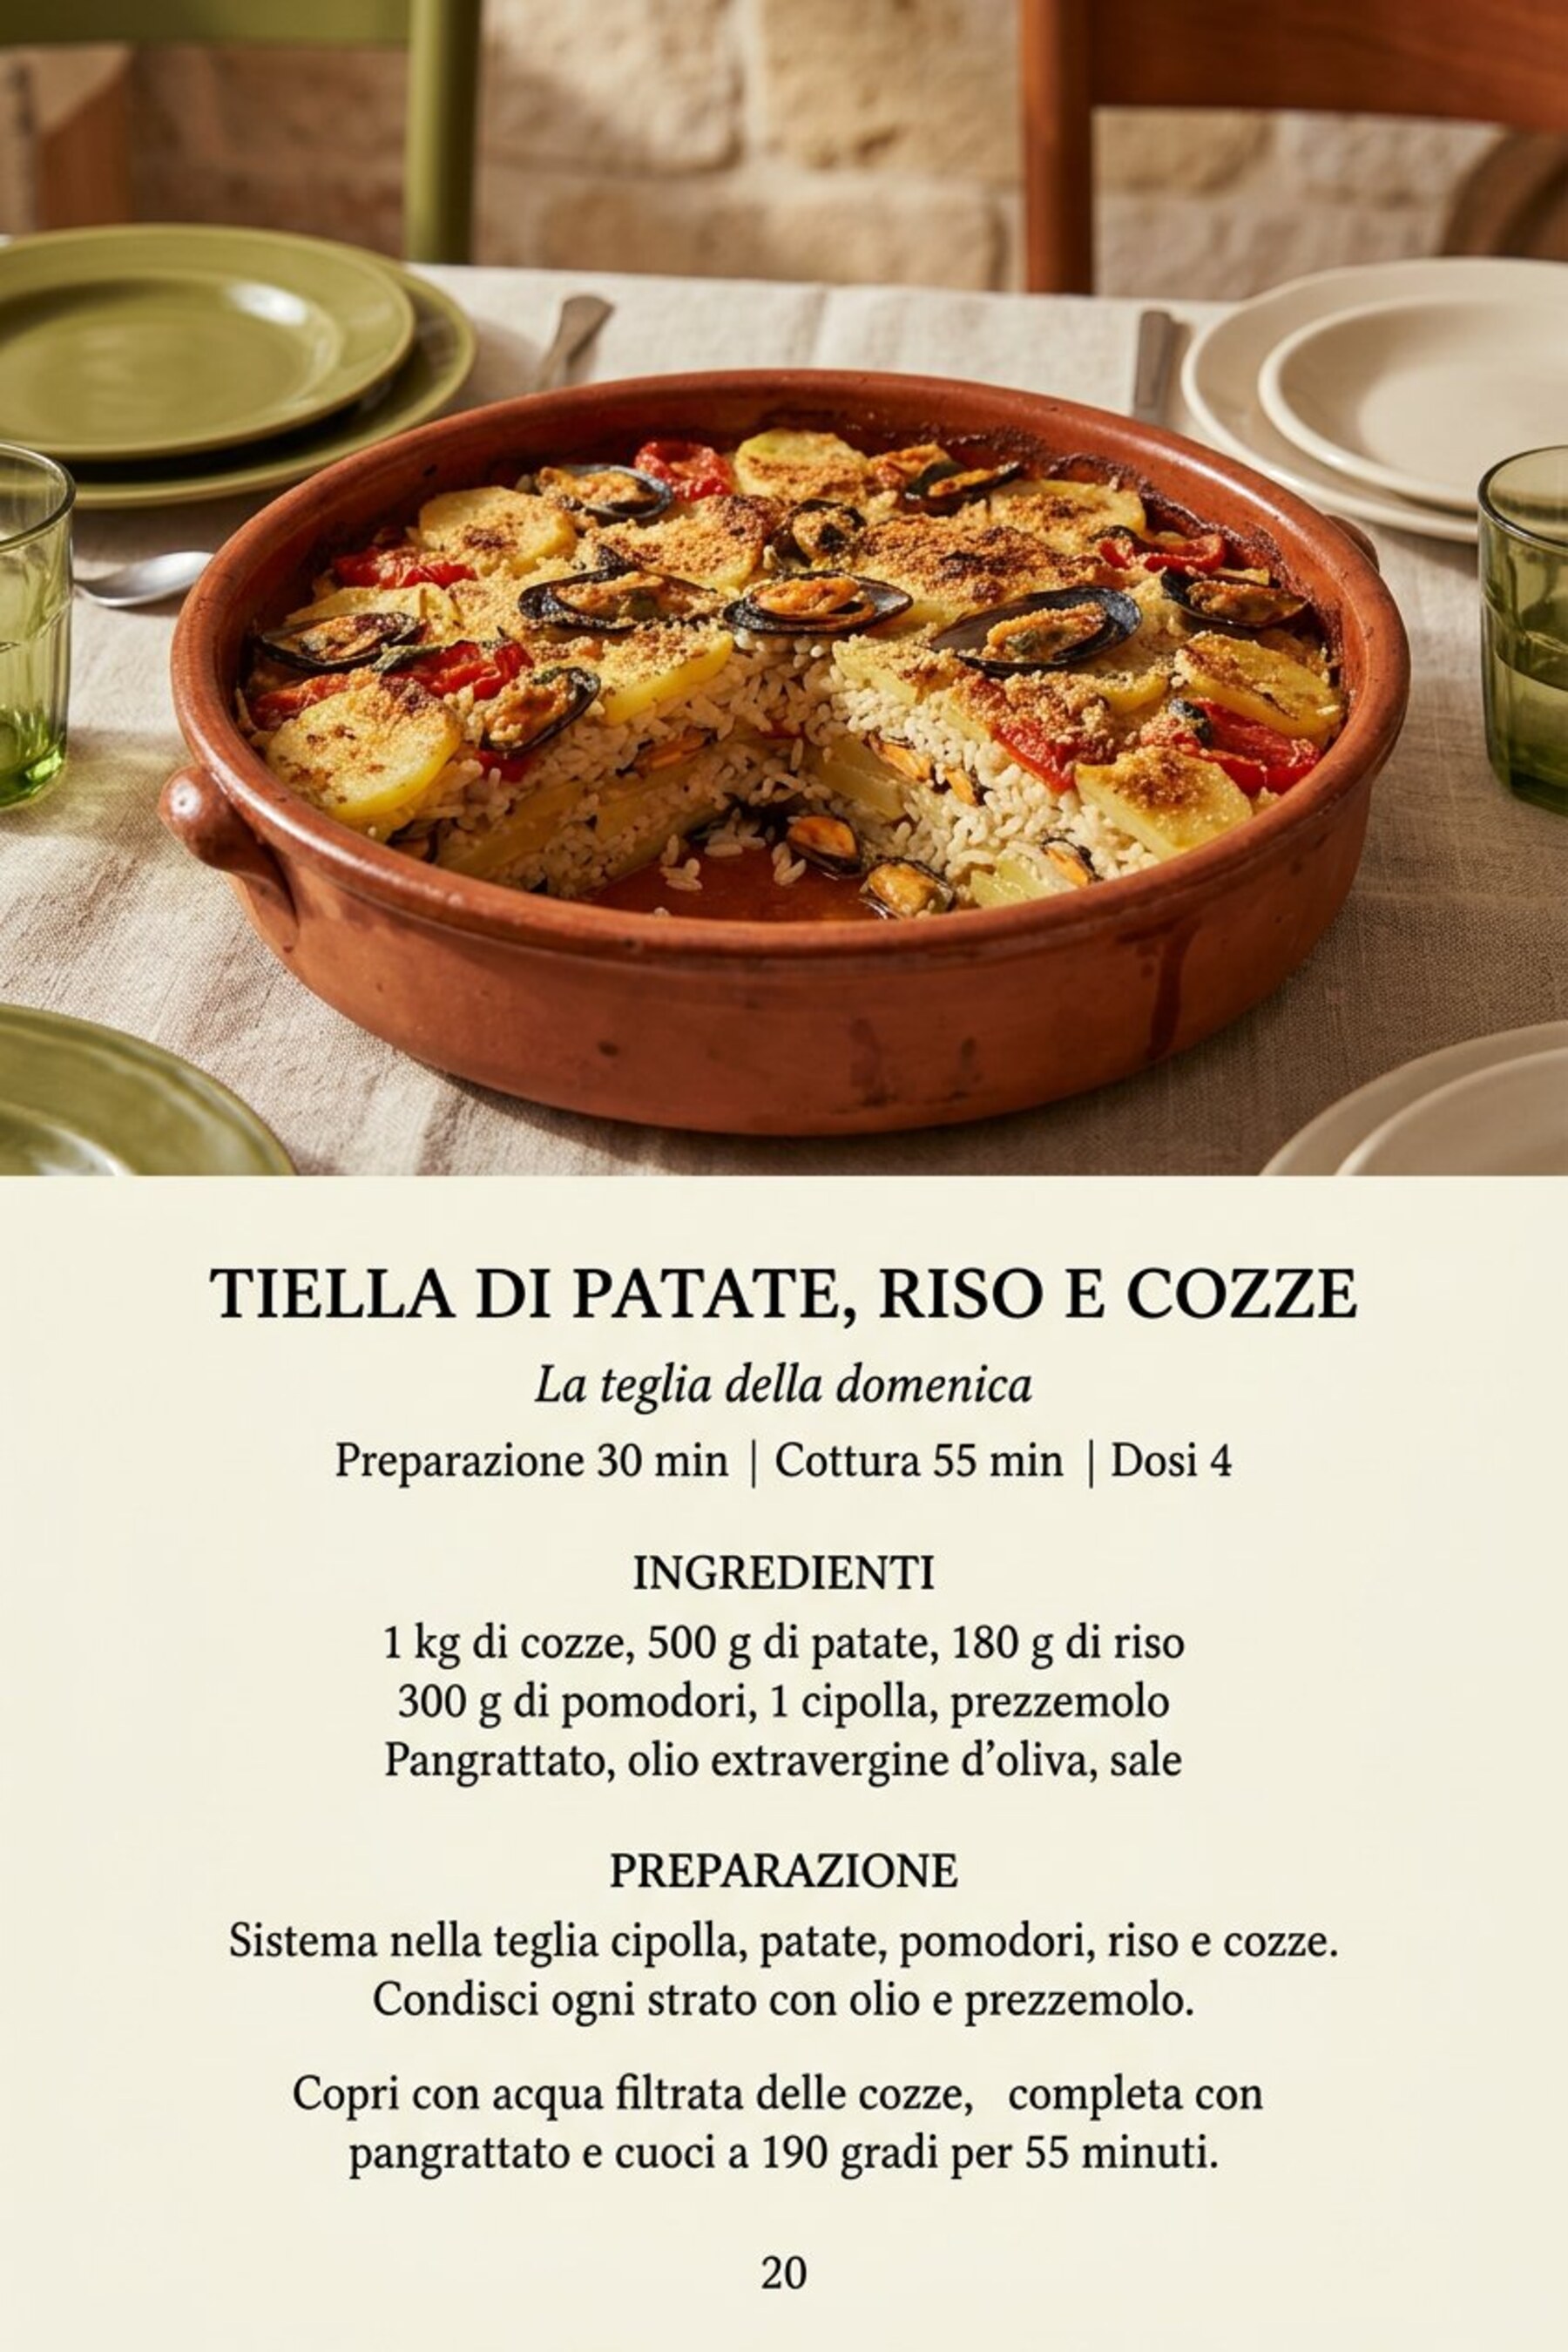 TIELLA DI PATATE, RISO E COZZE
La teglia della domenica
Preparazione 30 min | Cottura 55 min | Dosi 4
INGREDIENTI
1 kg di cozze, 500 g di patate, 180 g di riso
300 g di pomodori, 1 cipolla, prezzemolo
Pangrattato, olio extravergine d’oliva, sale
PREPARAZIONE
Sistema nella teglia cipolla, patate, pomodori, riso e cozze.
Condisci ogni strato con olio e prezzemolo.
Copri con acqua filtrata delle cozze, completa con
pangrattato e cuoci a 190 gradi per 55 minuti.
20